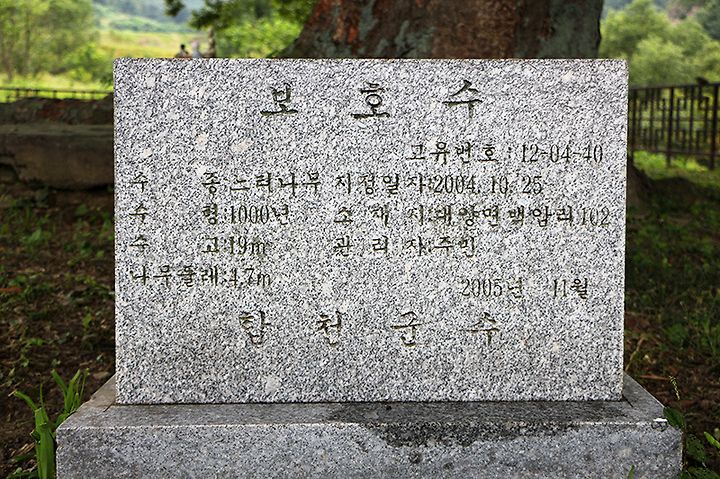 보호수
고유번호 : 12-04-40
수 종:느티나무 지정일자:2004. 10. 25
수 령:1000년 소 재 지:대양면백암리102
수 고:19m 관 리 자:주민
나무둘레:4.7m 2005년 11월
합천군수